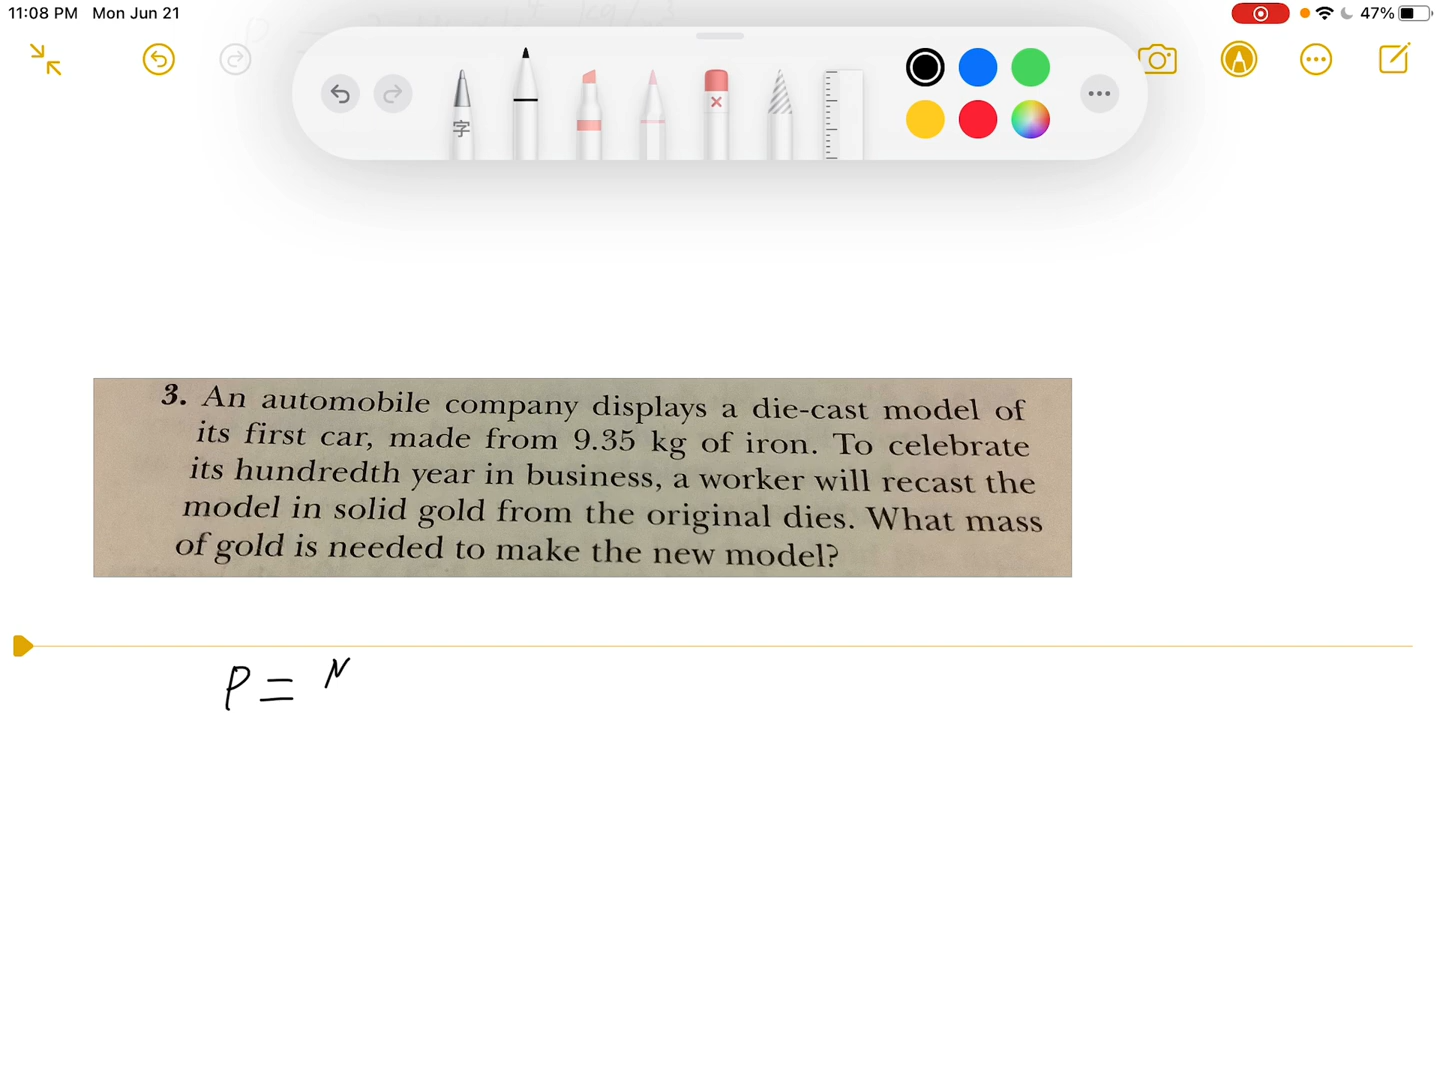 11:08 PM Mon Jun 21
47%
字
3. An automobile company displays a die-cast model of
its first car, made from 9.35 kg of iron. To celebrate
its hundredth year in business, a worker will recast the
model in solid gold from the original dies. What mass
of gold is needed to make the new model?
P =